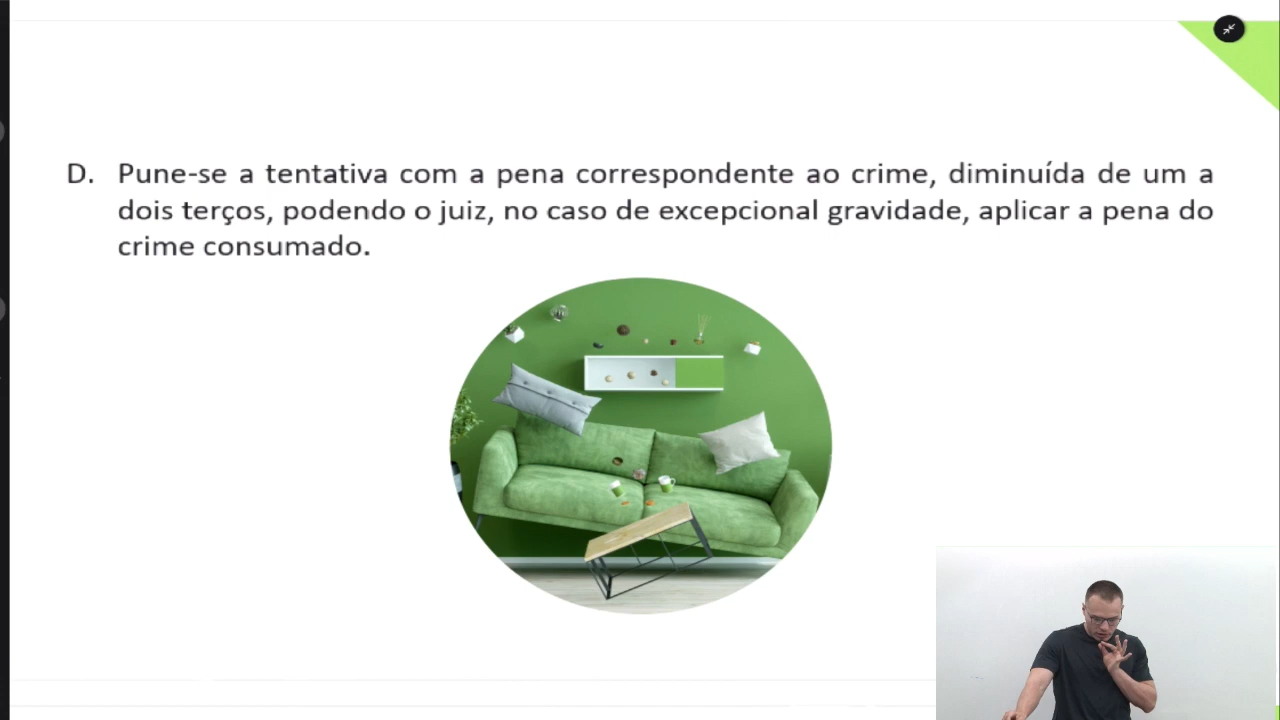 D. Pune-se a tentativa com a pena correspondente ao crime, diminuída de um a
dois terços, podendo o juiz, no caso de excepcional gravidade, aplicar a pena do
crime consumado.